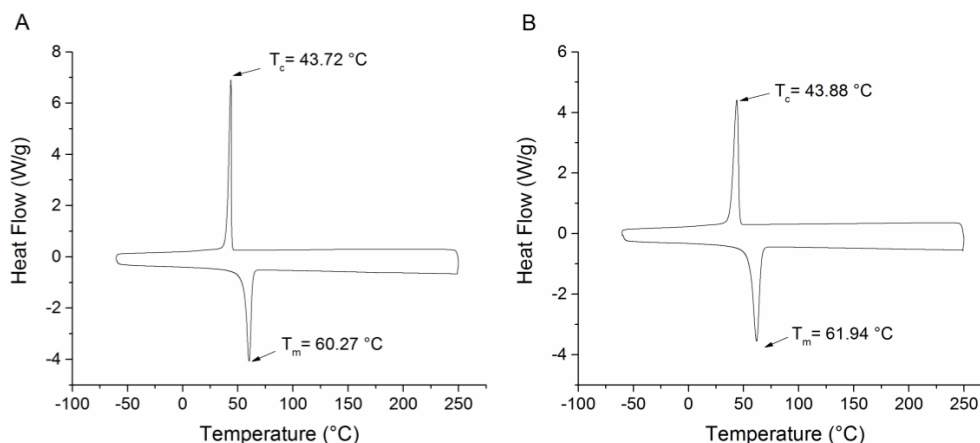 A
8
6
4
2
0
-2
-4
Heat Flow (W/g)
T_c= 43.72 °C
T_m= 60.27 °C
-100 -50 0 50 100 150 200 250
Temperature (°C)
B
6
4
2
0
-2
-4
Heat Flow (W/g)
T_c= 43.88 °C
T_m= 61.94 °C
-100 -50 0 50 100 150 200 250
Temperature (°C)